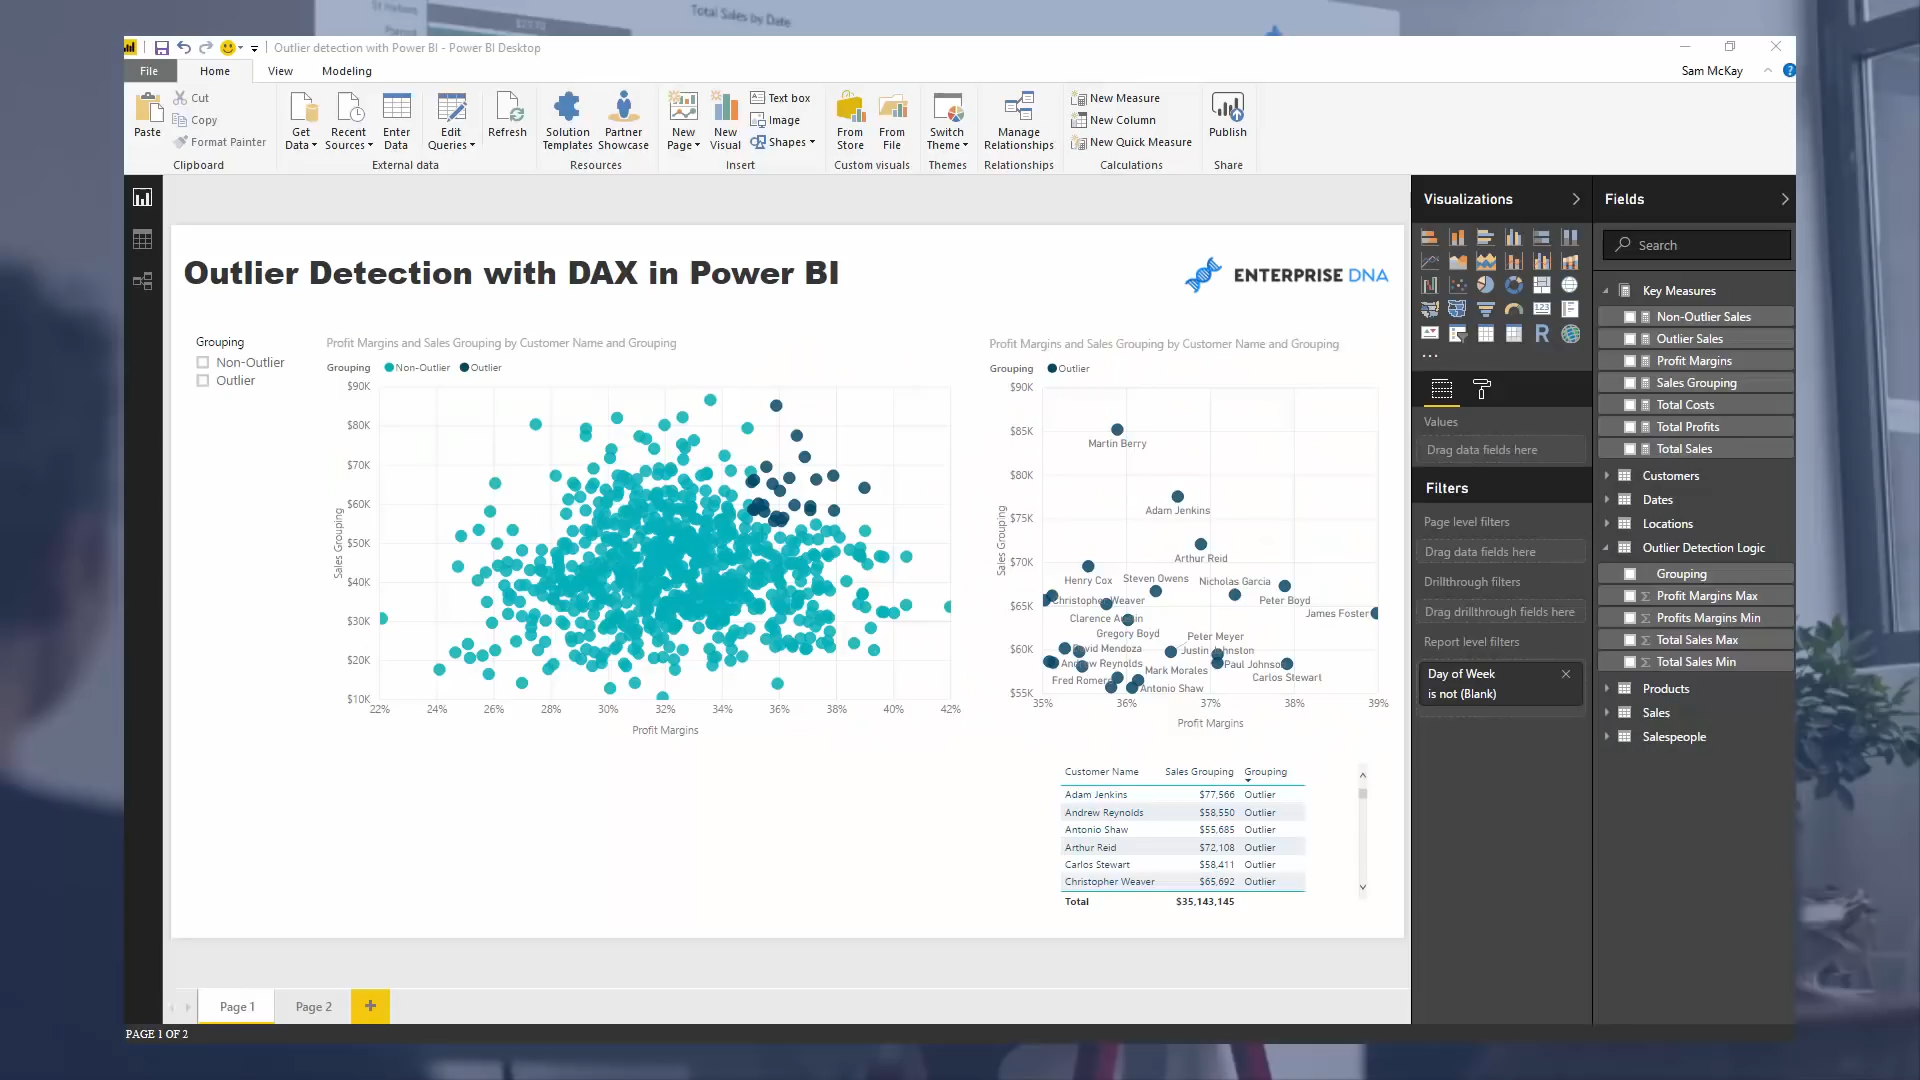 Total Sales by Date
Outlier detection with Power BI - Power BI Desktop
File
Home
View
Modeling
Sam McKay
Paste
Cut
Copy
Format Painter
Clipboard
Get Data
Recent Sources
Enter Data
Edit Queries
Refresh
External data
Solution Templates
Partner Showcase
Resources
New Page
New Visual
Text box
Image
Shapes
Insert
From Store
From File
Custom visuals
Switch Theme
Themes
Manage Relationships
Relationships
New Measure
New Column
New Quick Measure
Calculations
Publish
Share
Outlier Detection with DAX in Power BI
ENTERPRISE DNA
Grouping
Non-Outlier
Outlier
Profit Margins and Sales Grouping by Customer Name and Grouping
Grouping Non-Outlier Outlier
Sales Grouping
$90K
$80K
$70K
$60K
$50K
$40K
$30K
$20K
$10K
22% 24% 26% 28% 30% 32% 34% 36% 38% 40% 42%
Profit Margins
Profit Margins and Sales Grouping by Customer Name and Grouping
Grouping Outlier
Sales Grouping
$90K
$85K
$80K
$75K
$70K
$65K
$60K
$55K
Martin Berry
Adam Jenkins
Arthur Reid
Henry Cox
Steven Owens
Nicholas Garcia
Christopher Weaver
Peter Boyd
James Foster
Clarence Austin
Gregory Boyd
Peter Meyer
David Mendoza
Justin Johnston
Andrew Reynolds
Mark Morales
Paul Johnson
Fred Romero
Carlos Stewart
Antonio Shaw
35% 36% 37% 38% 39%
Profit Margins
Customer Name Sales Grouping Grouping
Adam Jenkins $77,566 Outlier
Andrew Reynolds $58,550 Outlier
Antonio Shaw $55,685 Outlier
Arthur Reid $72,108 Outlier
Carlos Stewart $58,411 Outlier
Christopher Weaver $65,692 Outlier
Total $35,143,145
Page 1
Page 2
PAGE 1 OF 2
Visualizations
Values
Drag data fields here
Filters
Page level filters
Drag data fields here
Drillthrough filters
Drag drillthrough fields here
Report level filters
Day of Week
is not (Blank)
Fields
Search
Key Measures
Non-Outlier Sales
Outlier Sales
Profit Margins
Sales Grouping
Total Costs
Total Profits
Total Sales
Customers
Dates
Locations
Outlier Detection Logic
Grouping
Profit Margins Max
Profits Margins Min
Total Sales Max
Total Sales Min
Products
Sales
Salespeople